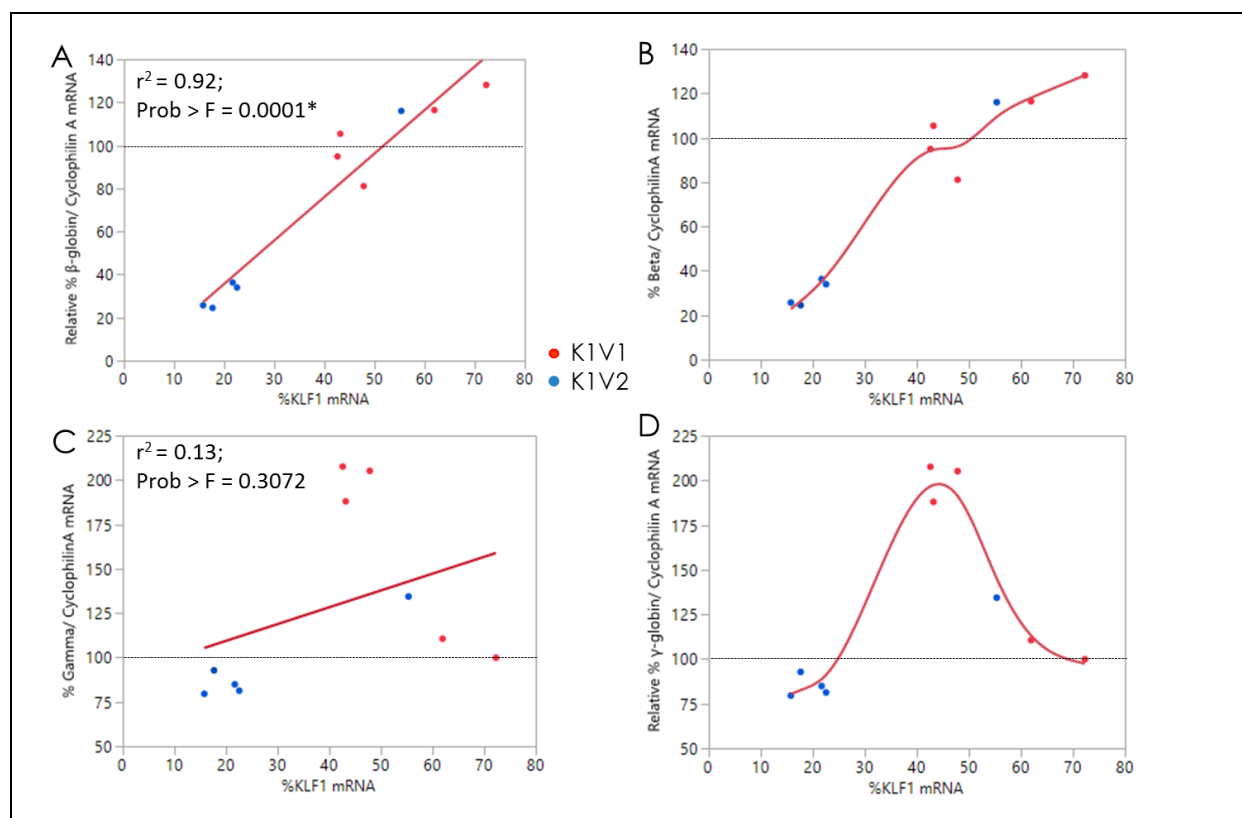 A
r² = 0.92;
Prob > F = 0.0001*
Relative % β-globin/ Cyclophilin A mRNA
140
120
100
80
60
40
20
0
0 10 20 30 40 50 60 70 80
%KLF1 mRNA
B
% Beta/ CyclophilinA mRNA
140
120
100
80
60
40
20
0
0 10 20 30 40 50 60 70 80
%KLF1 mRNA
K1V1
K1V2
C
r² = 0.13;
Prob > F = 0.3072
% Gamma/ CyclophilinA mRNA
225
200
175
150
125
100
75
50
0 10 20 30 40 50 60 70 80
%KLF1 mRNA
D
Relative % γ-globin/ Cyclophilin A mRNA
225
200
175
150
125
100
75
50
0 10 20 30 40 50 60 70 80
%KLF1 mRNA